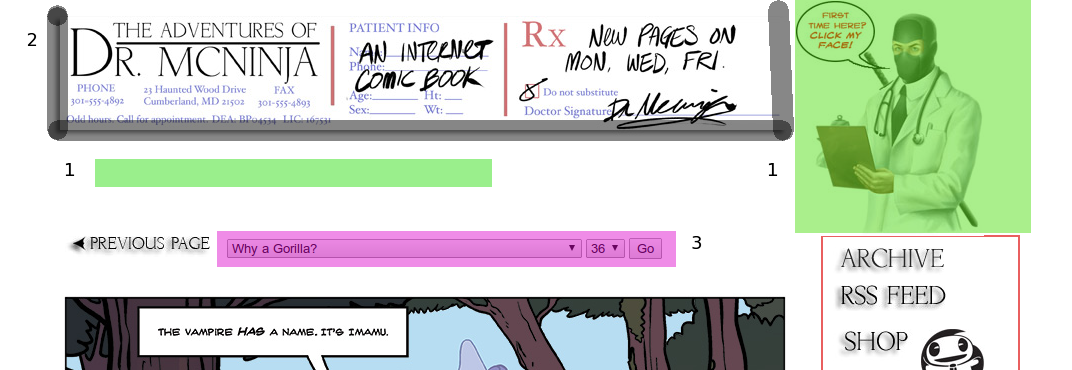 2
THE ADVENTURES OF
DR. MCNINJA
PHONE
301-555-4892
23 Haunted Wood Drive
Cumberland, MD 21502
FAX
301-555-4893
Odd hours. Call for appointment. DEA: BP04534 LIC: 167531
PATIENT INFO
AN INTERNET
Phone:
COMIC BOOK
Age: Ht:
Sex: Wt:
Rx
NEW PAGES ON
MON, WED, FRI.
Do not substitute
Doctor Signature
Dr McNinja
FIRST
TIME HERE?
CLICK MY
FACE!
1
1
PREVIOUS PAGE
Why a Gorilla?
36
Go
3
ARCHIVE
RSS FEED
SHOP
THE VAMPIRE HAS A NAME. IT'S IMAMU.